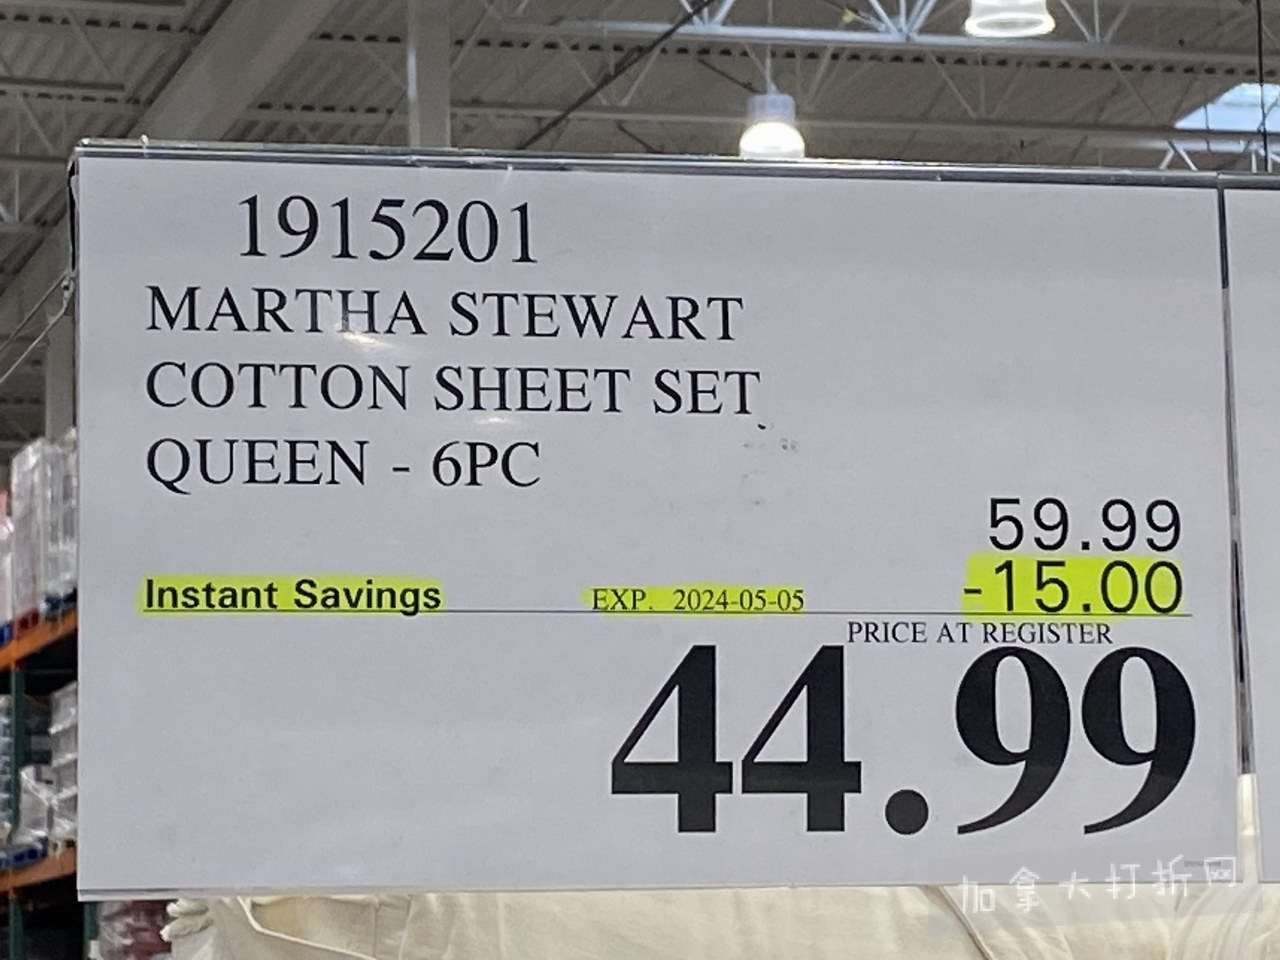 1915201
MARTHA STEWART
COTTON SHEET SET
QUEEN - 6PC
59.99
Instant Savings EXP. 2024-05-05 -15.00
PRICE AT REGISTER
44.99
加拿大打折网